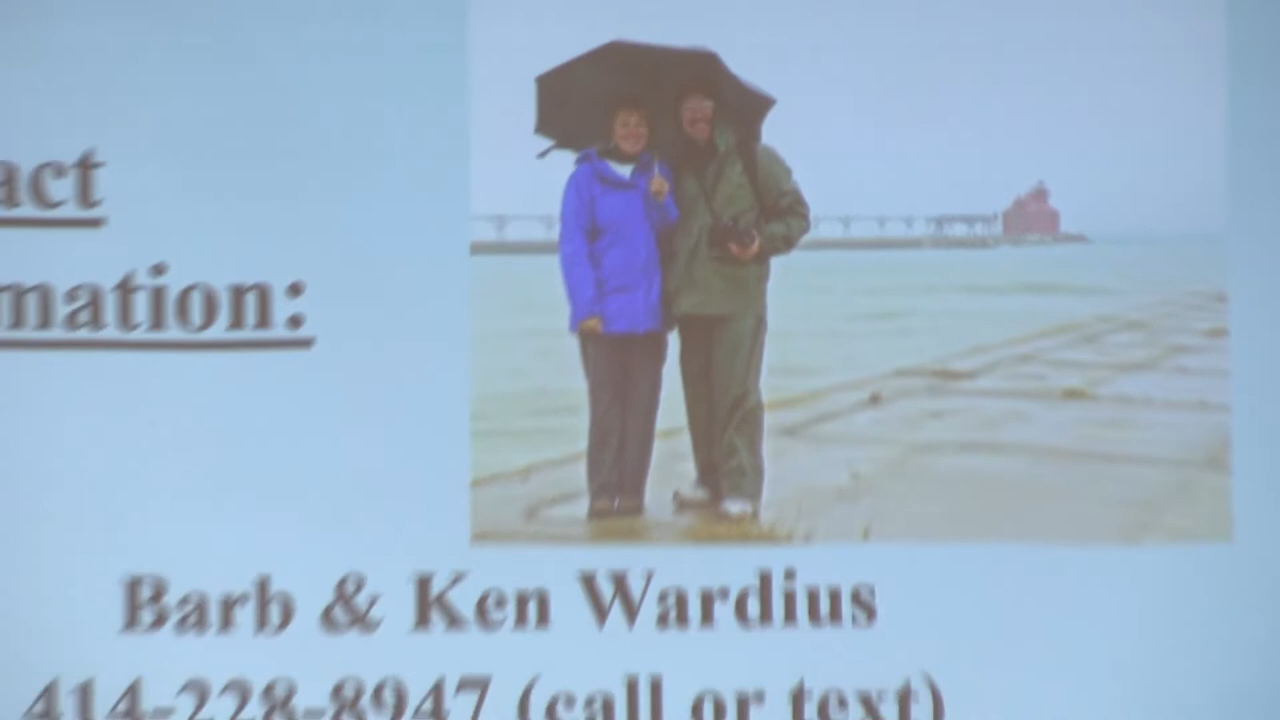 act
mation:
Barb & Ken Wardius
414-228-8947 (call or text)